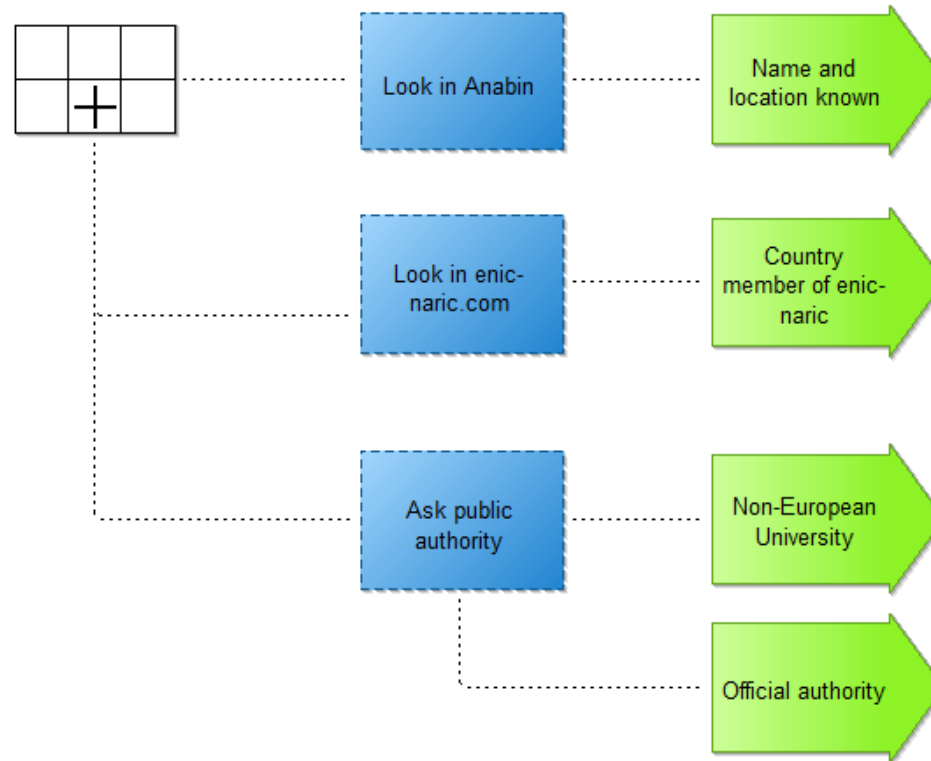 Look in Anabin
Name and
location known
Look in enic-
naric.com
Country
member of enic-
naric
Ask public
authority
Non-European
University
Official authority